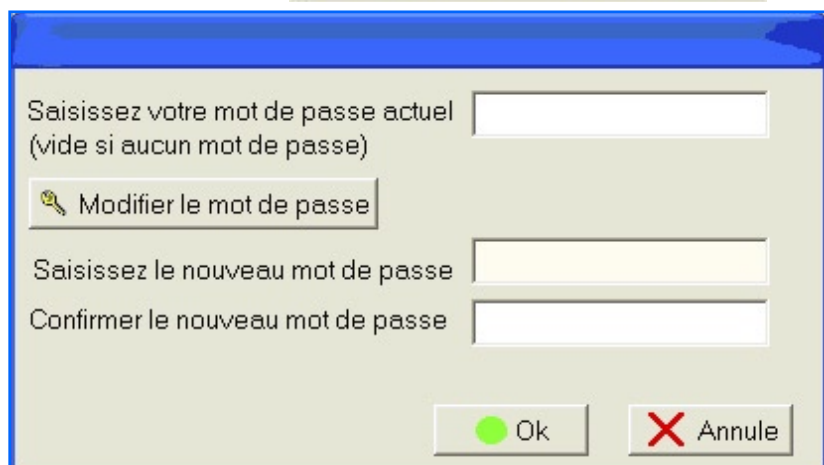 Saisissez votre mot de passe actuel
(vide si aucun mot de passe)
Modifier le mot de passe
Saisissez le nouveau mot de passe
Confirmer le nouveau mot de passe
Ok
Annule